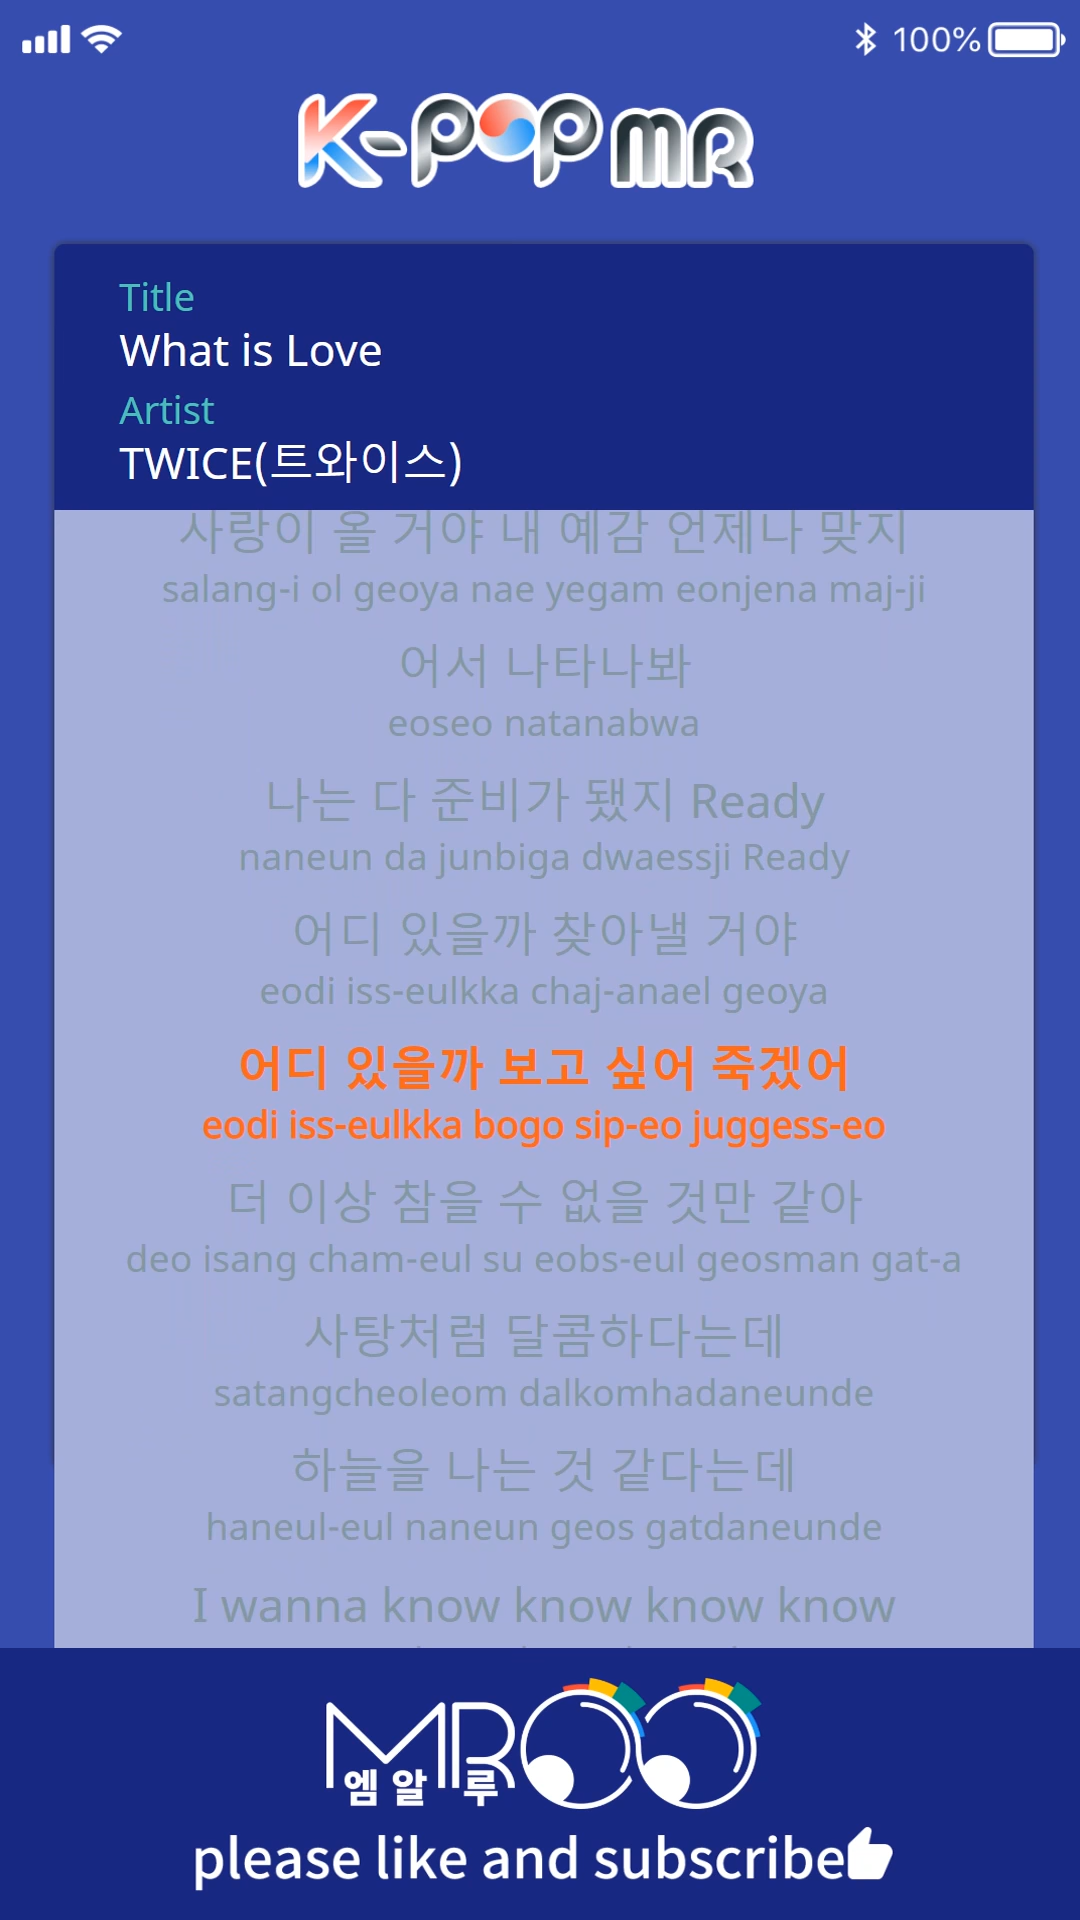 100%
K-POP MR
Title
What is Love
Artist
TWICE(트와이스)
사랑이 올 거야 내 예감 언제나 맞지
salang-i ol geoya nae yegam eonjena maj-ji
어서 나타나봐
eoseo natanabwa
나는 다 준비가 됐지 Ready
naneun da junbiga dwaessji Ready
어디 있을까 찾아낼 거야
eodi iss-eulkka chaj-anael geoya
어디 있을까 보고 싶어 죽겠어
eodi iss-eulkka bogo sip-eo juggess-eo
더 이상 참을 수 없을 것만 같아
deo isang cham-eul su eobs-eul geosman gat-a
사탕처럼 달콤하다는데
satangcheoleom dalkomhadaneunde
하늘을 나는 것 같다는데
haneul-eul naneun geos gatdaneunde
I wanna know know know know
MROO
엠 알 루
please like and subscribe